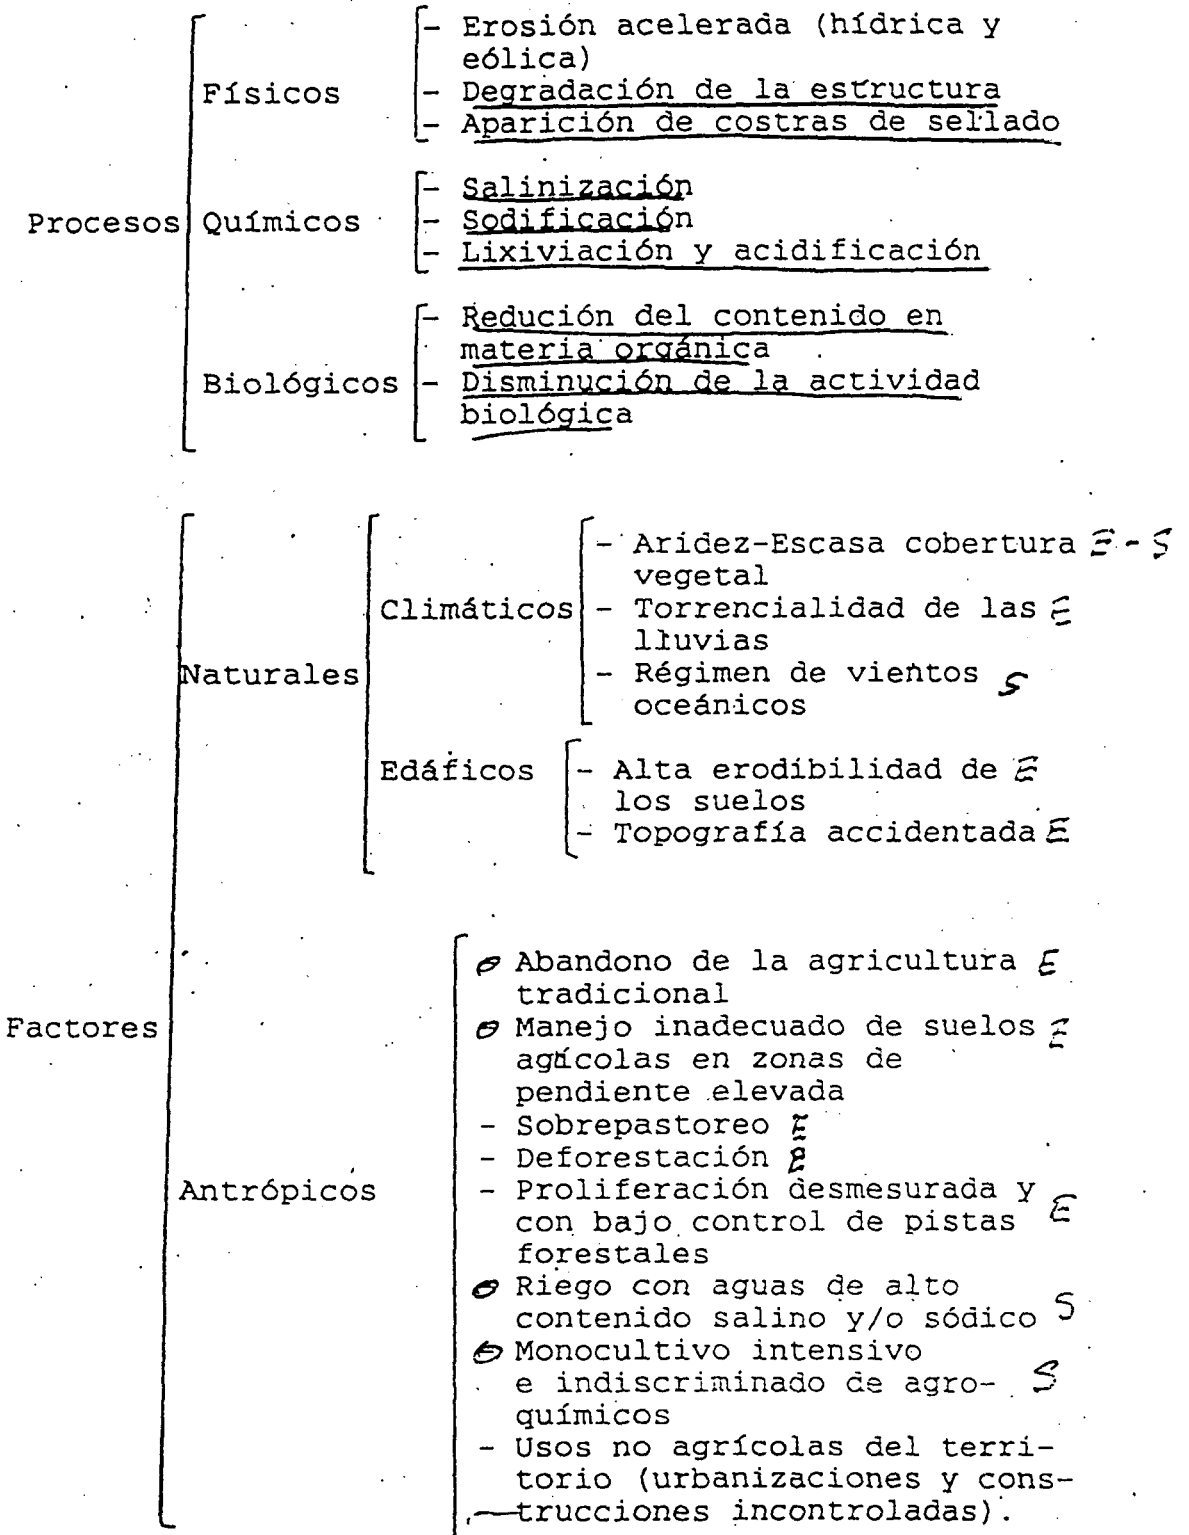 - Erosión acelerada (hídrica y
eólica)
Físicos
- Degradación de la estructura
- Aparición de costras de sellado
- Salinización
Procesos
Químicos
- Sodificación
- Lixiviación y acidificación
- Redución del contenido en
materia orgánica
Biológicos
- Disminución de la actividad
biológica
- Aridez-Escasa cobertura E - S
vegetal
Climáticos
- Torrencialidad de las E
lluvias
Naturales
- Régimen de vientos S
oceánicos
Edáficos
- Alta erodibilidad de E
los suelos
- Topografía accidentada E
Abandono de la agricultura E
tradicional
Factores
Manejo inadecuado de suelos E
agrícolas en zonas de
pendiente elevada
- Sobrepastoreo E
- Deforestación E
Antrópicos
- Proliferación desmesurada y
con bajo control de pistas E
forestales
Riego con aguas de alto
contenido salino y/o sódico S
Monocultivo intensivo
e indiscriminado de agro- S
químicos
- Usos no agrícolas del terri-
torio (urbanizaciones y cons-
trucciones incontroladas).